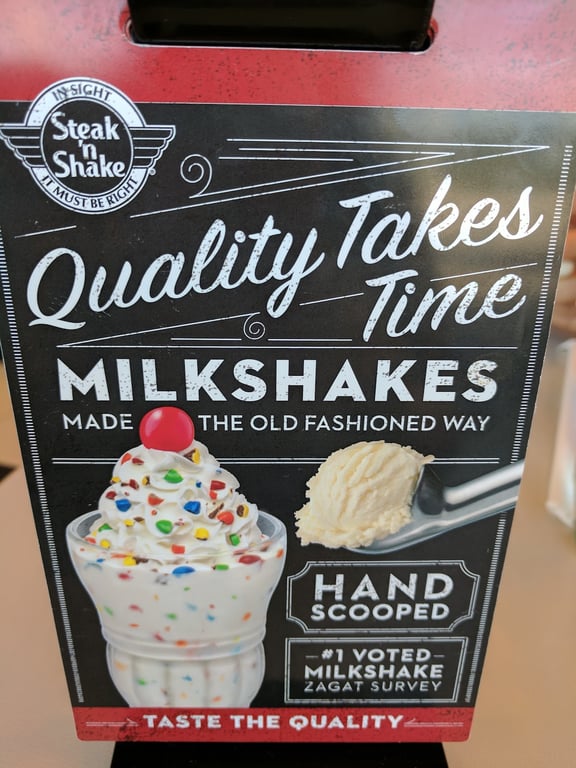 IN SIGHT
Steak
'n
Shake
IT MUST BE RIGHT
Quality Takes
Time
MILKSHAKES
MADE THE OLD FASHIONED WAY
HAND
SCOOPED
#1 VOTED
MILKSHAKE
ZAGAT SURVEY
TASTE THE QUALITY